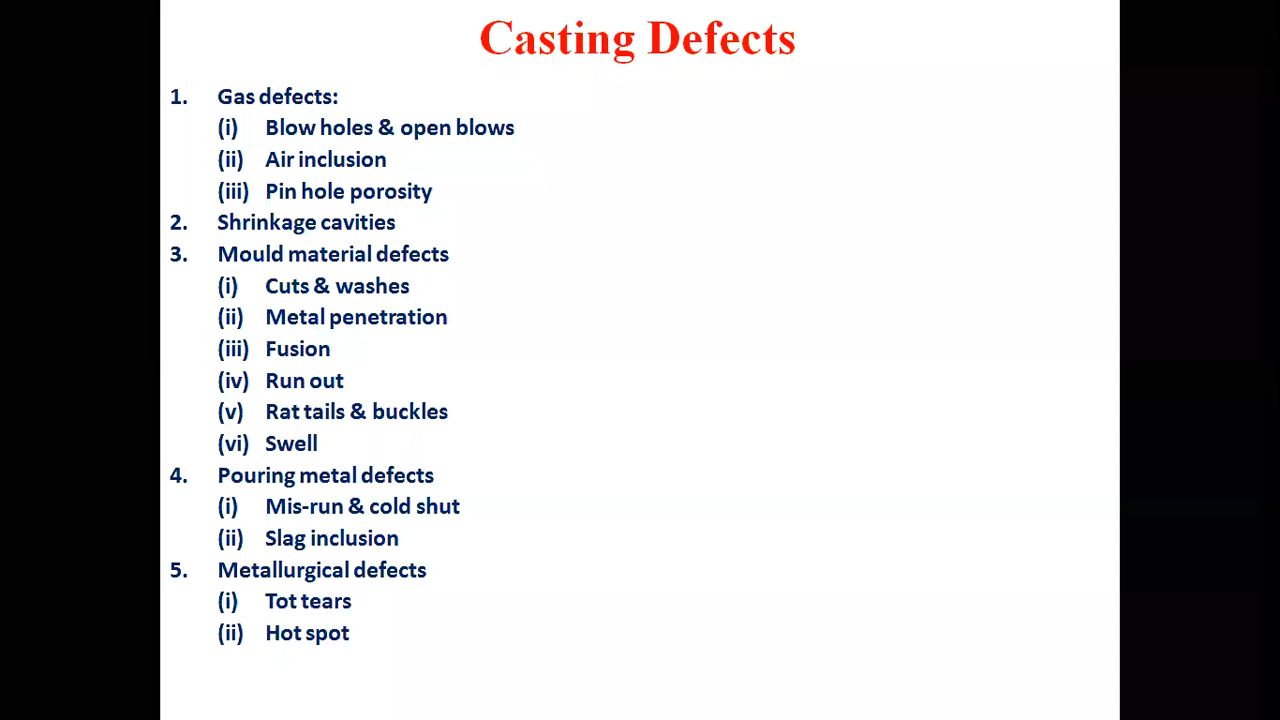 Casting Defects
1. Gas defects:
(i) Blow holes & open blows
(ii) Air inclusion
(iii) Pin hole porosity
2. Shrinkage cavities
3. Mould material defects
(i) Cuts & washes
(ii) Metal penetration
(iii) Fusion
(iv) Run out
(v) Rat tails & buckles
(vi) Swell
4. Pouring metal defects
(i) Mis-run & cold shut
(ii) Slag inclusion
5. Metallurgical defects
(i) Tot tears
(ii) Hot spot